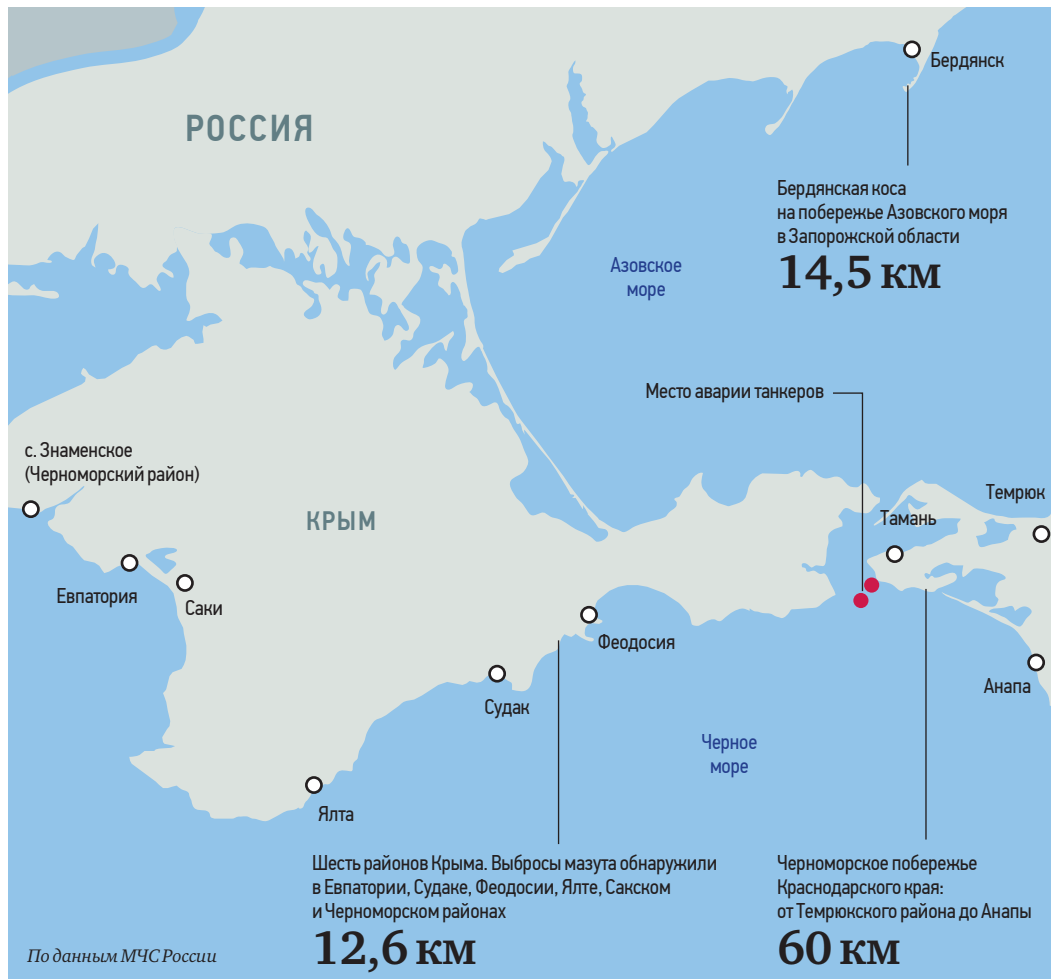 Бердянск
РОССИЯ
Бердянская коса
на побережье Азовского моря
в Запорожской области
14,5 км
Азовское
море
Место аварии танкеров
с. Знаменское
(Черноморский район)
Темрюк
КРЫМ
Тамань
Евпатория
Саки
Феодосия
Анапа
Судак
Черное
море
Ялта
Шесть районов Крыма. Выбросы мазута обнаружили
в Евпатории, Судаке, Феодосии, Ялте, Сакском
и Черноморском районах
12,6 км
Черноморское побережье
Краснодарского края:
от Темрюкского района до Анапы
60 км
По данным МЧС России